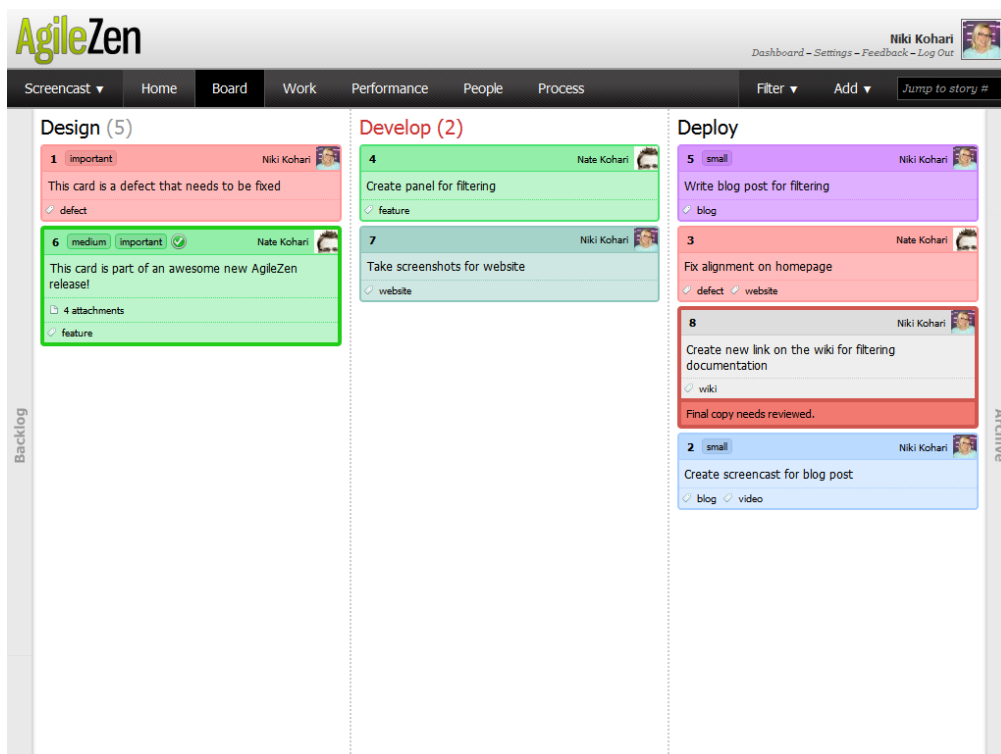 AgileZen
Niki Kohari
Dashboard – Settings – Feedback – Log Out
Screencast ▾ Home Board Work Performance People Process Filter ▾ Add ▾ Jump to story #
Backlog
Design (5)
1 important Niki Kohari
This card is a defect that needs to be fixed
defect
6 medium important Nate Kohari
This card is part of an awesome new AgileZen
release!
4 attachments
feature
Develop (2)
4 Nate Kohari
Create panel for filtering
feature
7 Niki Kohari
Take screenshots for website
website
Deploy
5 small Niki Kohari
Write blog post for filtering
blog
3 Nate Kohari
Fix alignment on homepage
defect website
8 Niki Kohari
Create new link on the wiki for filtering
documentation
wiki
Final copy needs reviewed.
2 small Niki Kohari
Create screencast for blog post
blog video
Archive